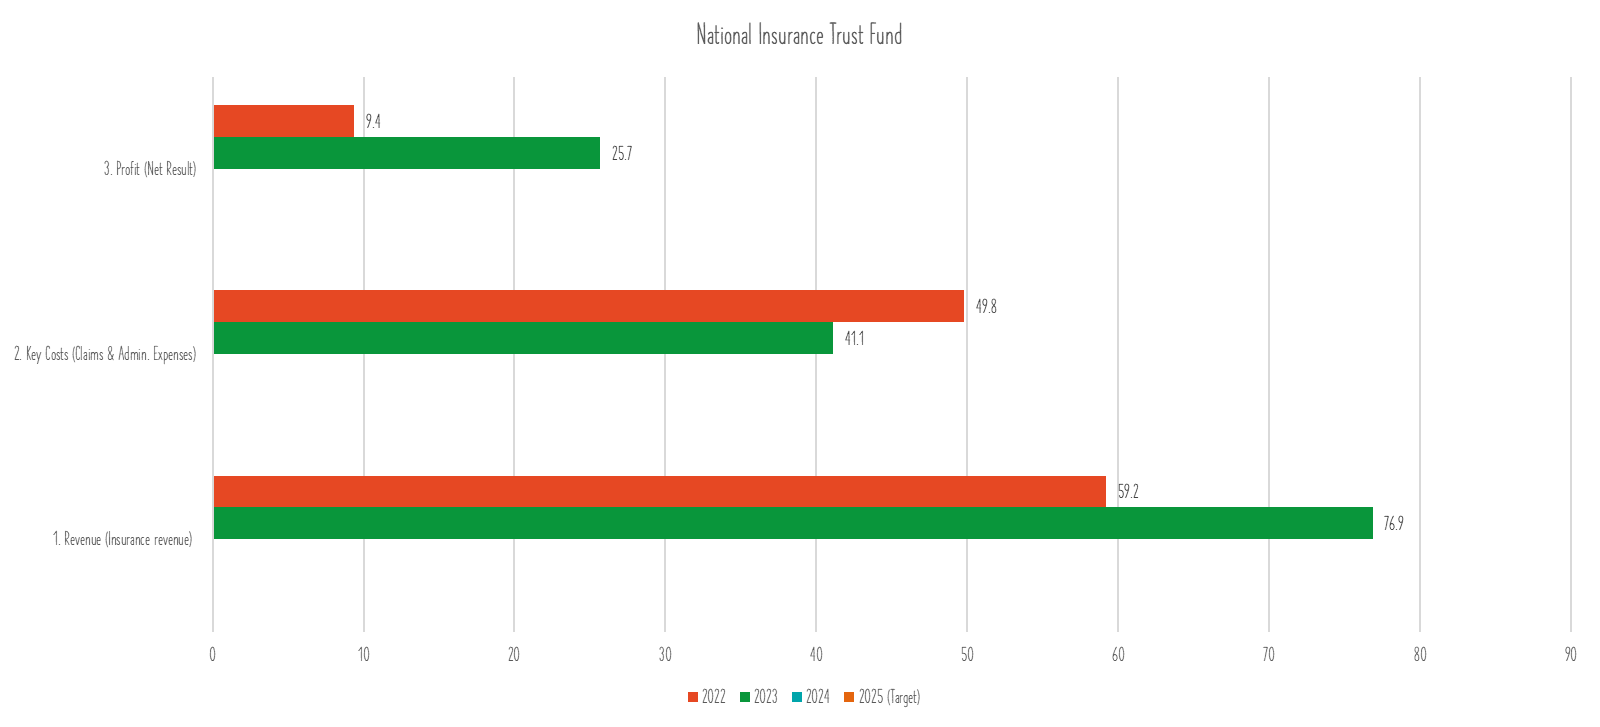 National Insurance Trust Fund
9.4
25.7
3. Profit (Net Result)
49.8
41.1
2. Key Costs (Claims & Admin. Expenses)
59.2
76.9
1. Revenue (Insurance revenue)
0 10 20 30 40 50 60 70 80 90
2022 2023 2024 2025 (Target)